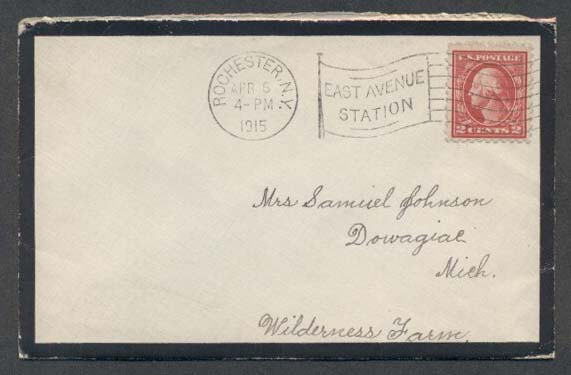 ROCHESTER, N.Y.
APR 6
4-PM
1915
EAST AVENUE
STATION
U.S. POSTAGE
2 CENTS 2
Mrs Samuel Johnson
Dowagiac
Mich.
Wilderness Farm.